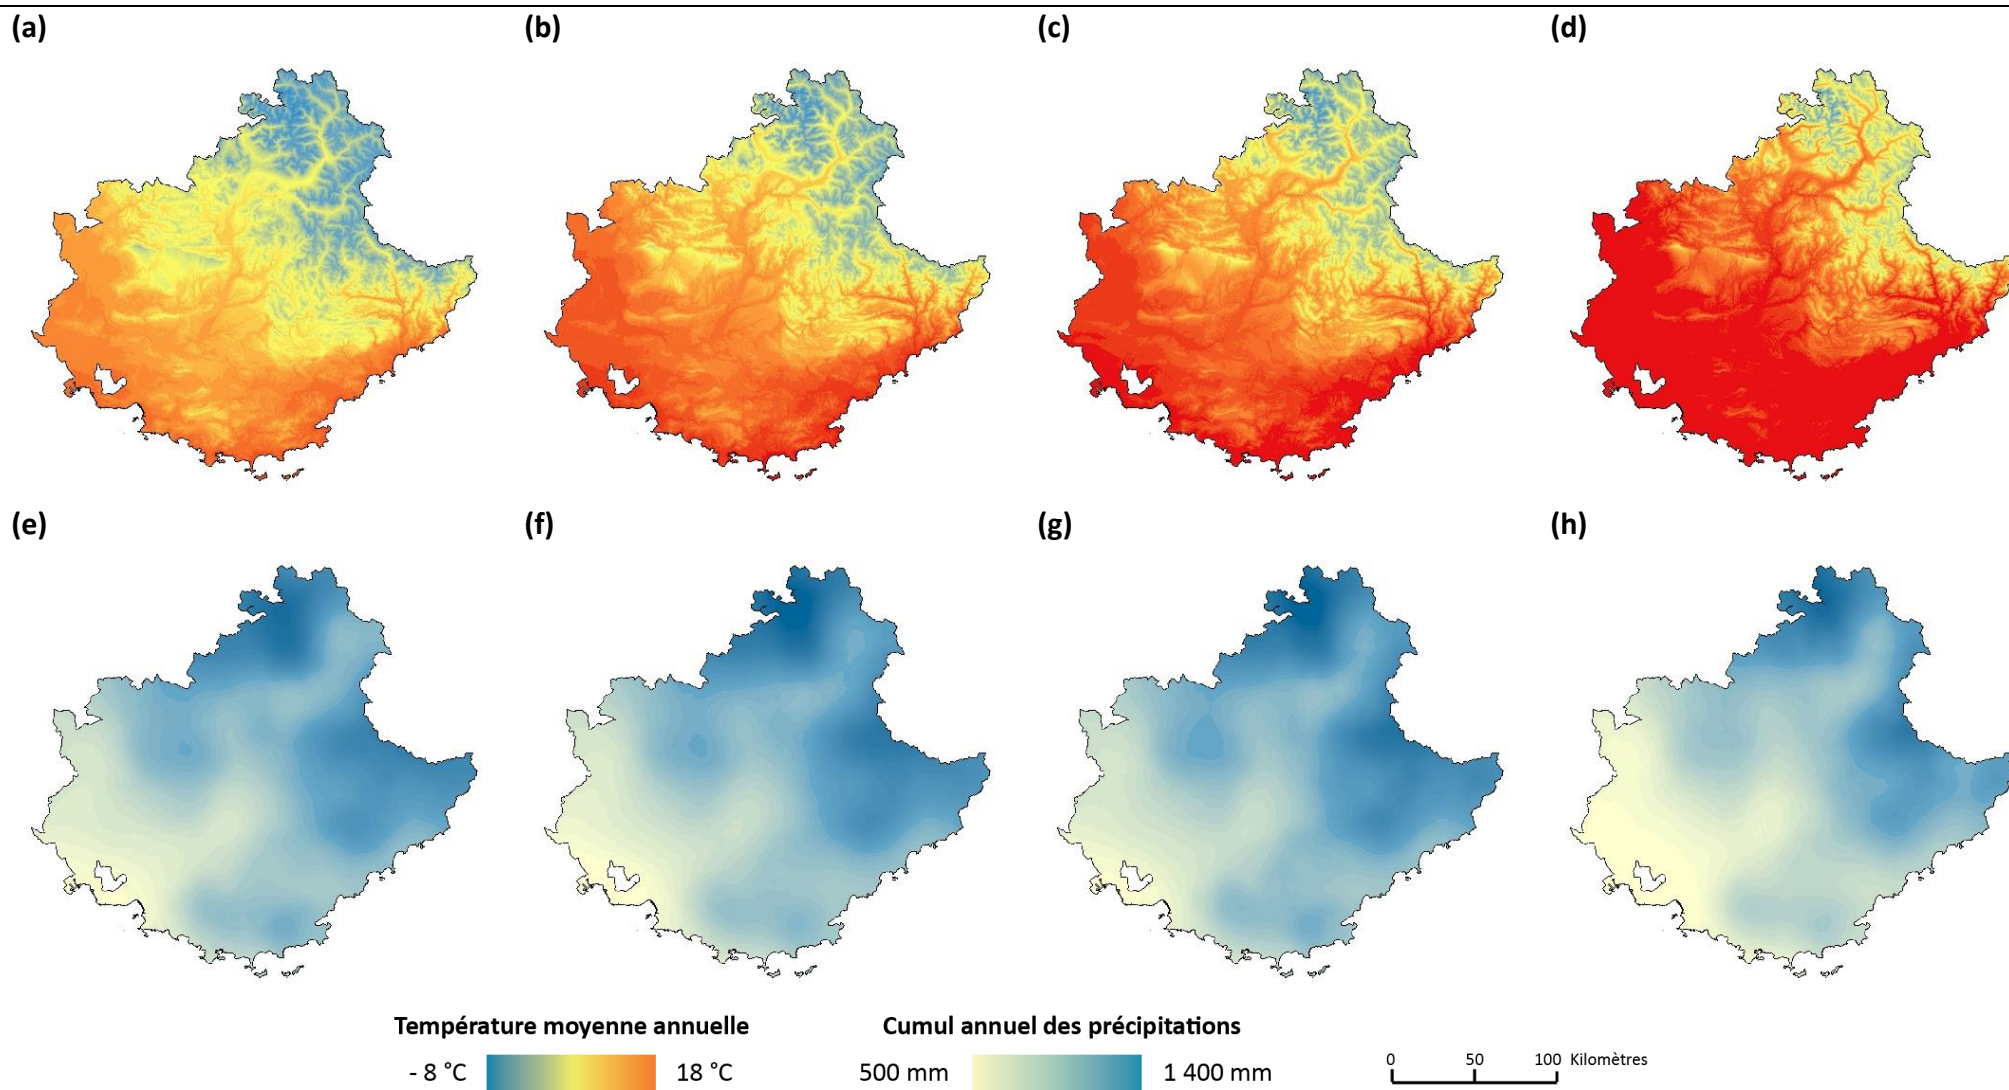 (a) (b) (c) (d)
(e) (f) (g) (h)
Température moyenne annuelle
- 8 °C 18 °C
Cumul annuel des précipitations
500 mm 1 400 mm
0 50 100 Kilomètres